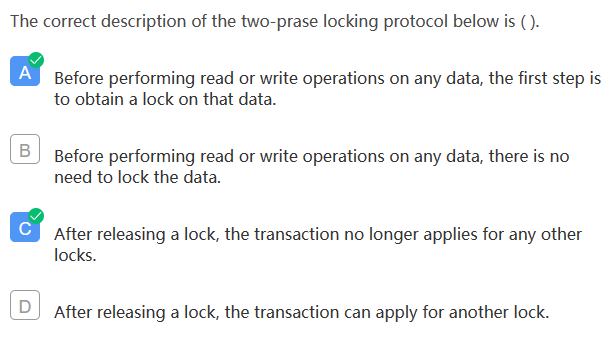 The correct description of the two-prase locking protocol below is ( ).
A
Before performing read or write operations on any data, the first step is
to obtain a lock on that data.
B
Before performing read or write operations on any data, there is no
need to lock the data.
C
After releasing a lock, the transaction no longer applies for any other
locks.
D
After releasing a lock, the transaction can apply for another lock.